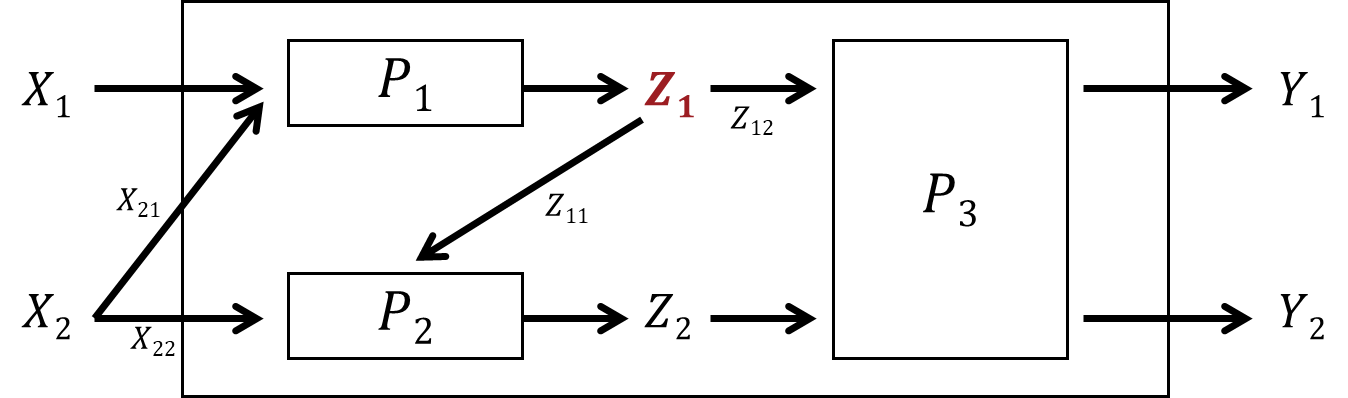 X₁ P₁ Z₁ Z₁₂ Y₁
X₂₁ Z₁₁ P₃
X₂ X₂₂ P₂ Z₂ Y₂